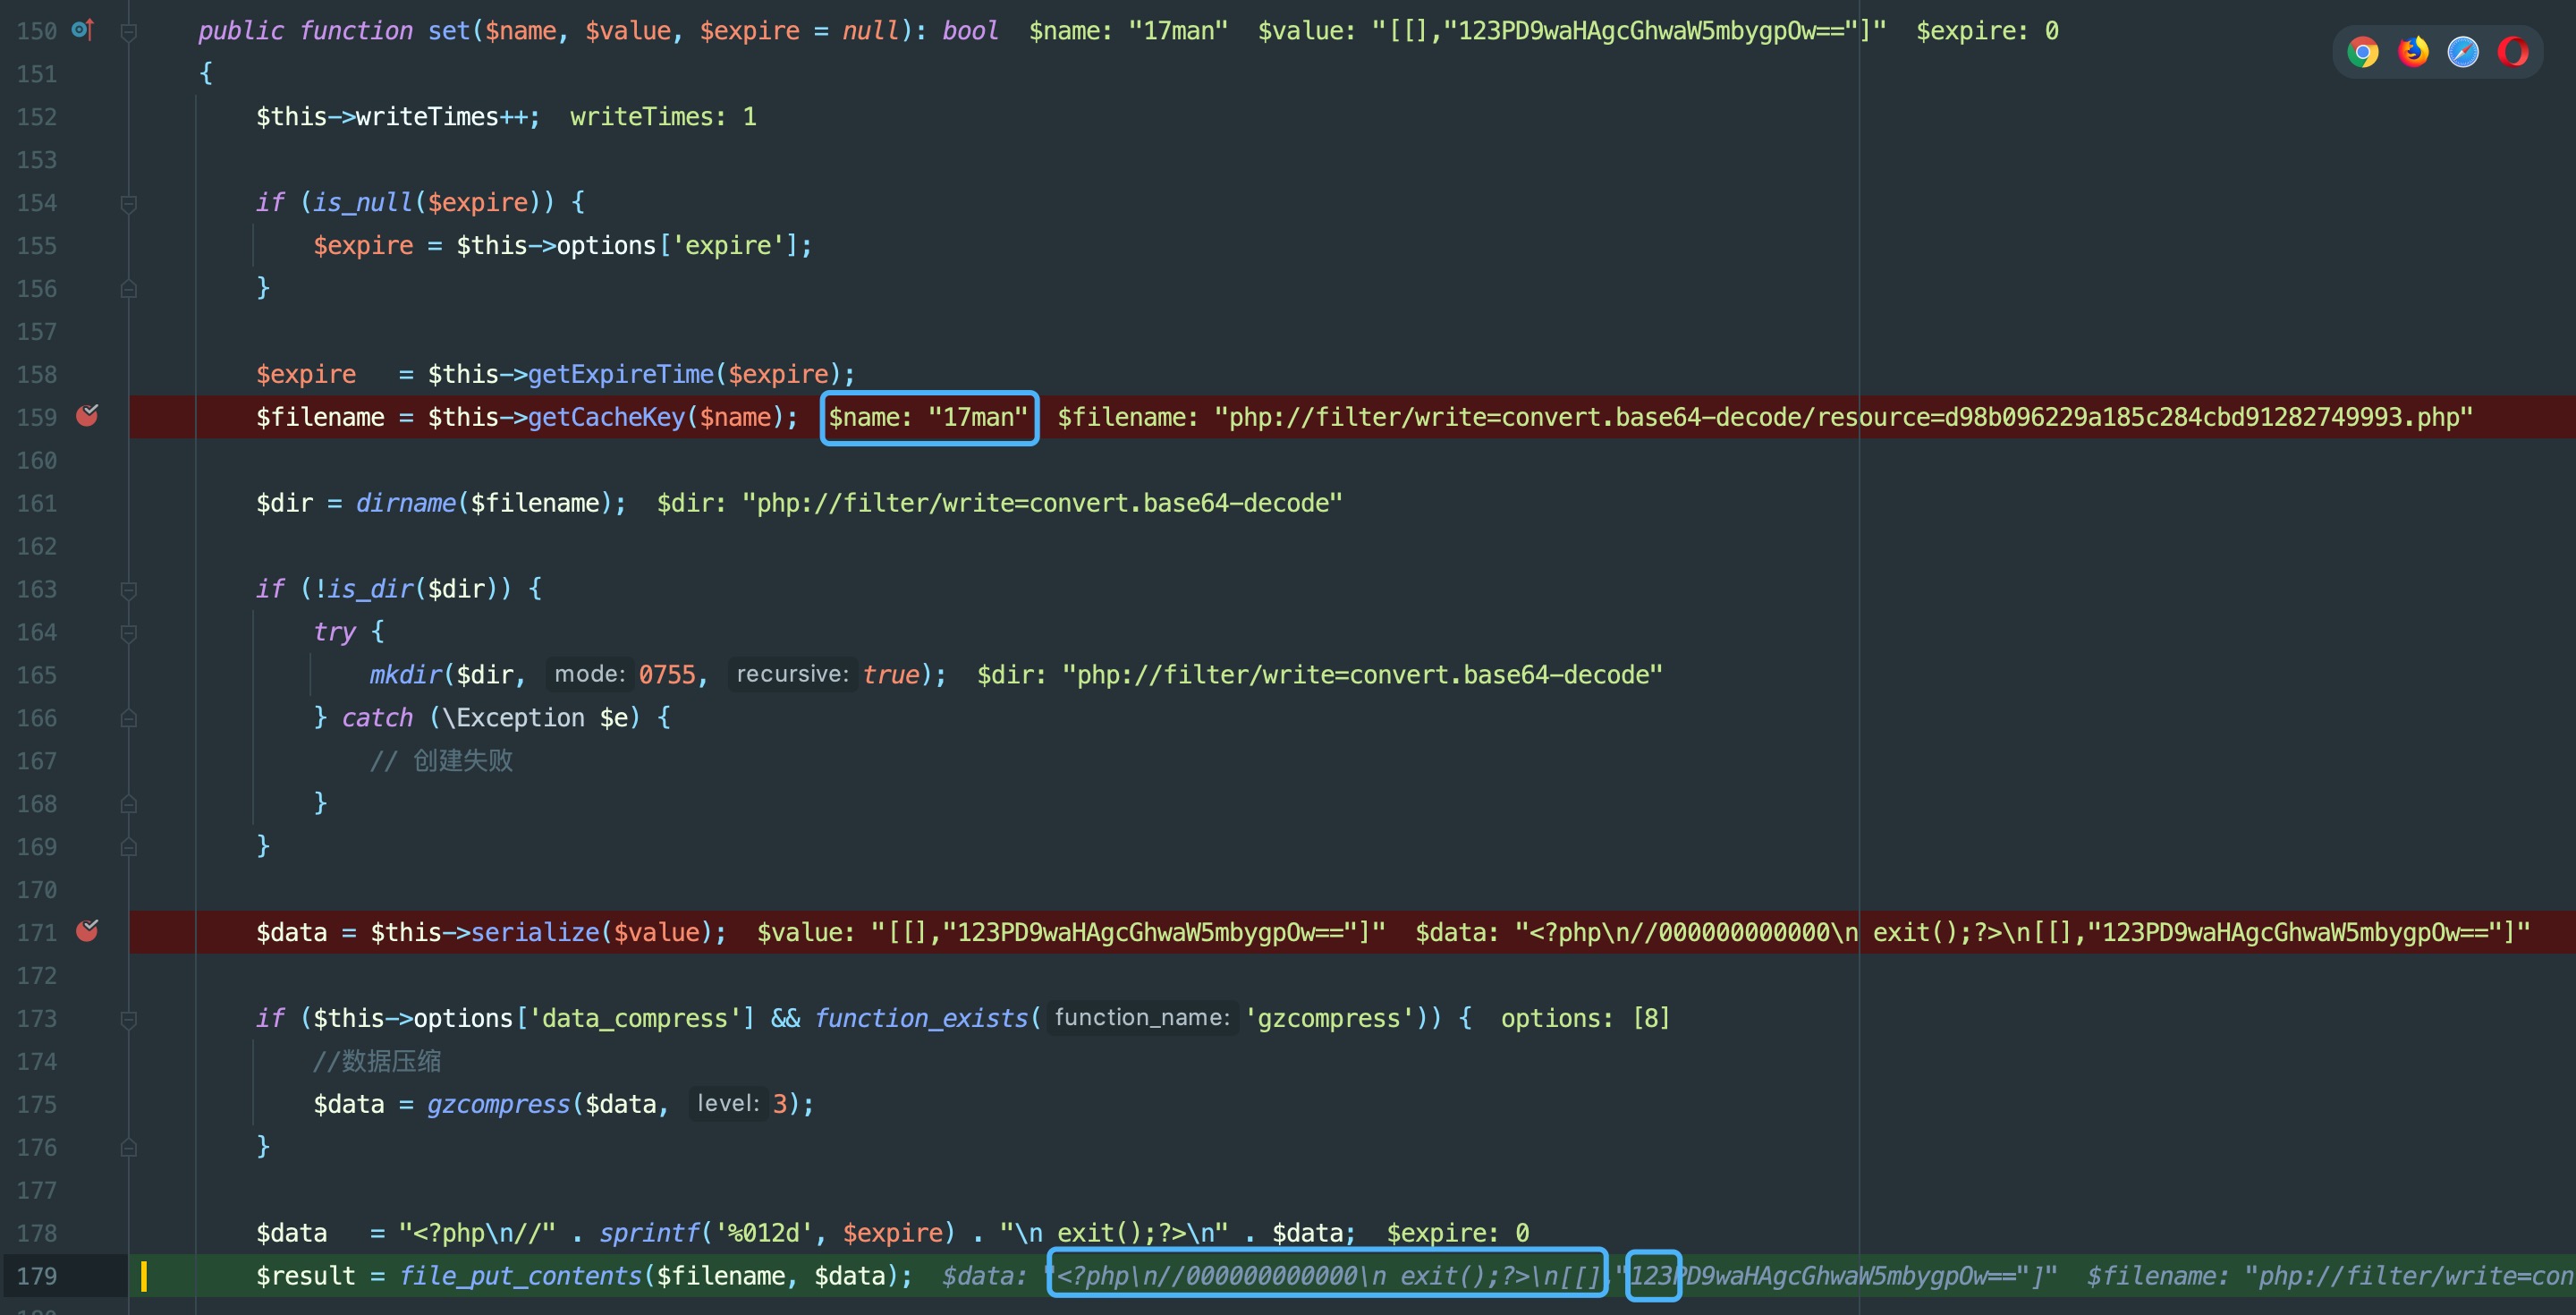 150 public function set($name, $value, $expire = null): bool  $name: "17man"  $value: "[[],"123PD9waHAgcGhwaW5mbygpOw=="]"  $expire: 0
151 {
152 $this->writeTimes++;  writeTimes: 1
153
154 if (is_null($expire)) {
155 $expire = $this->options['expire'];
156 }
157
158 $expire   = $this->getExpireTime($expire);
159 $filename = $this->getCacheKey($name);  $name: "17man"  $filename: "php://filter/write=convert.base64-decode/resource=d98b096229a185c284cbd91282749993.php"
160
161 $dir = dirname($filename);  $dir: "php://filter/write=convert.base64-decode"
162
163 if (!is_dir($dir)) {
164 try {
165 mkdir($dir, mode: 0755, recursive: true);  $dir: "php://filter/write=convert.base64-decode"
166 } catch (\Exception $e) {
167 // 创建失败
168 }
169 }
170
171 $data = $this->serialize($value);  $value: "[[],"123PD9waHAgcGhwaW5mbygpOw=="]"  $data: "<?php\n//000000000000\n exit();?>\n[[],"123PD9waHAgcGhwaW5mbygpOw=="]"
172
173 if ($this->options['data_compress'] && function_exists( function_name: 'gzcompress')) {  options: [8]
174 //数据压缩
175 $data = gzcompress($data, level: 3);
176 }
177
178 $data   = "<?php\n//" . sprintf('%012d', $expire) . "\n exit();?>\n" . $data;  $expire: 0
179 $result = file_put_contents($filename, $data);  $data: "<?php\n//000000000000\n exit();?>\n[[],"123PD9waHAgcGhwaW5mbygpOw=="]"  $filename: "php://filter/write=con